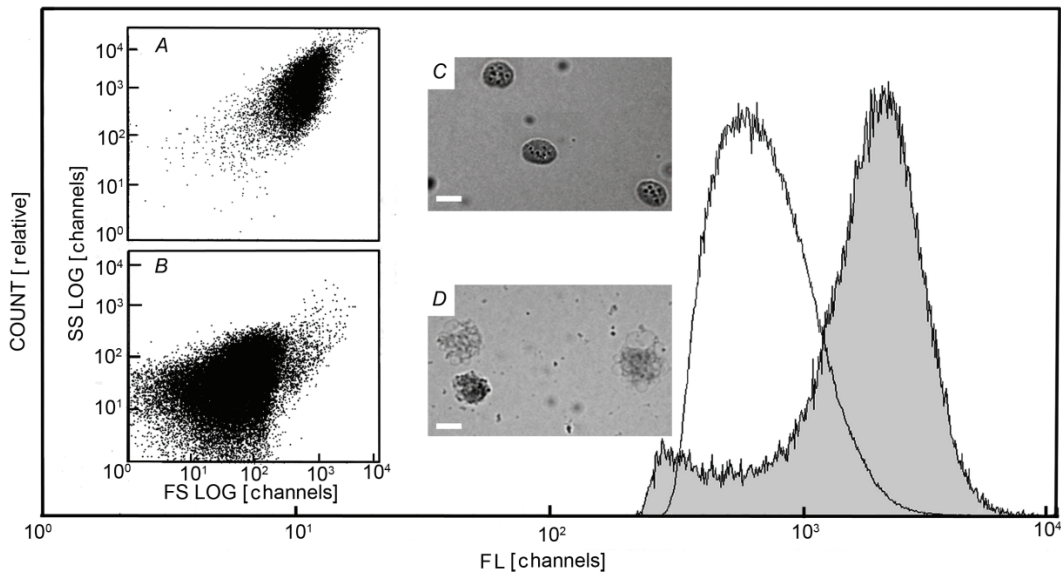 COUNT [relative]
SS LOG [channels]
A
10⁴
10³
10²
10¹
10⁰
B
10⁴
10³
10²
10¹
10⁰ 10¹ 10² 10³ 10⁴
FS LOG [channels]
C
D
10⁰ 10¹ 10² 10³ 10⁴
FL [channels]